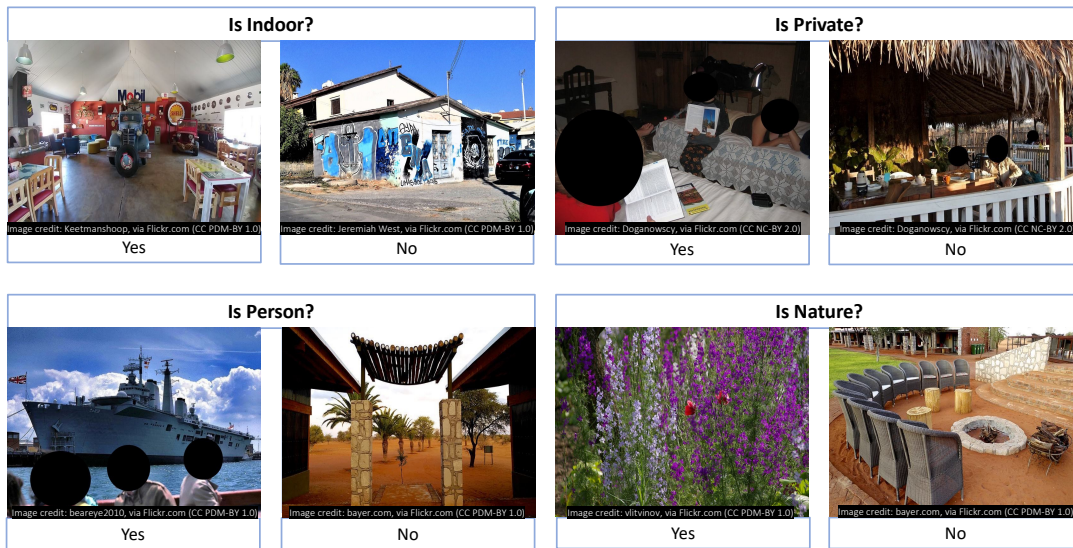 Is Indoor?
Is Private?
Mobil
Image credit: Keetmanshoop, via Flickr.com (CC PDM-BY 1.0)
Image credit: Jeremiah West, via Flickr.com (CC PDM-BY 1.0)
Image credit: Doganowscy, via Flickr.com (CC NC-BY 2.0)
Image credit: Doganowscy, via Flickr.com (CC NC-BY 2.0)
Yes
No
Yes
No
Is Person?
Is Nature?
Image credit: beareye2010, via Flickr.com (CC PDM-BY 1.0)
Image credit: bayer.com, via Flickr.com (CC PDM-BY 1.0)
Image credit: vlitvinov, via Flickr.com (CC PDM-BY 1.0)
Image credit: bayer.com, via Flickr.com (CC PDM-BY 1.0)
Yes
No
Yes
No